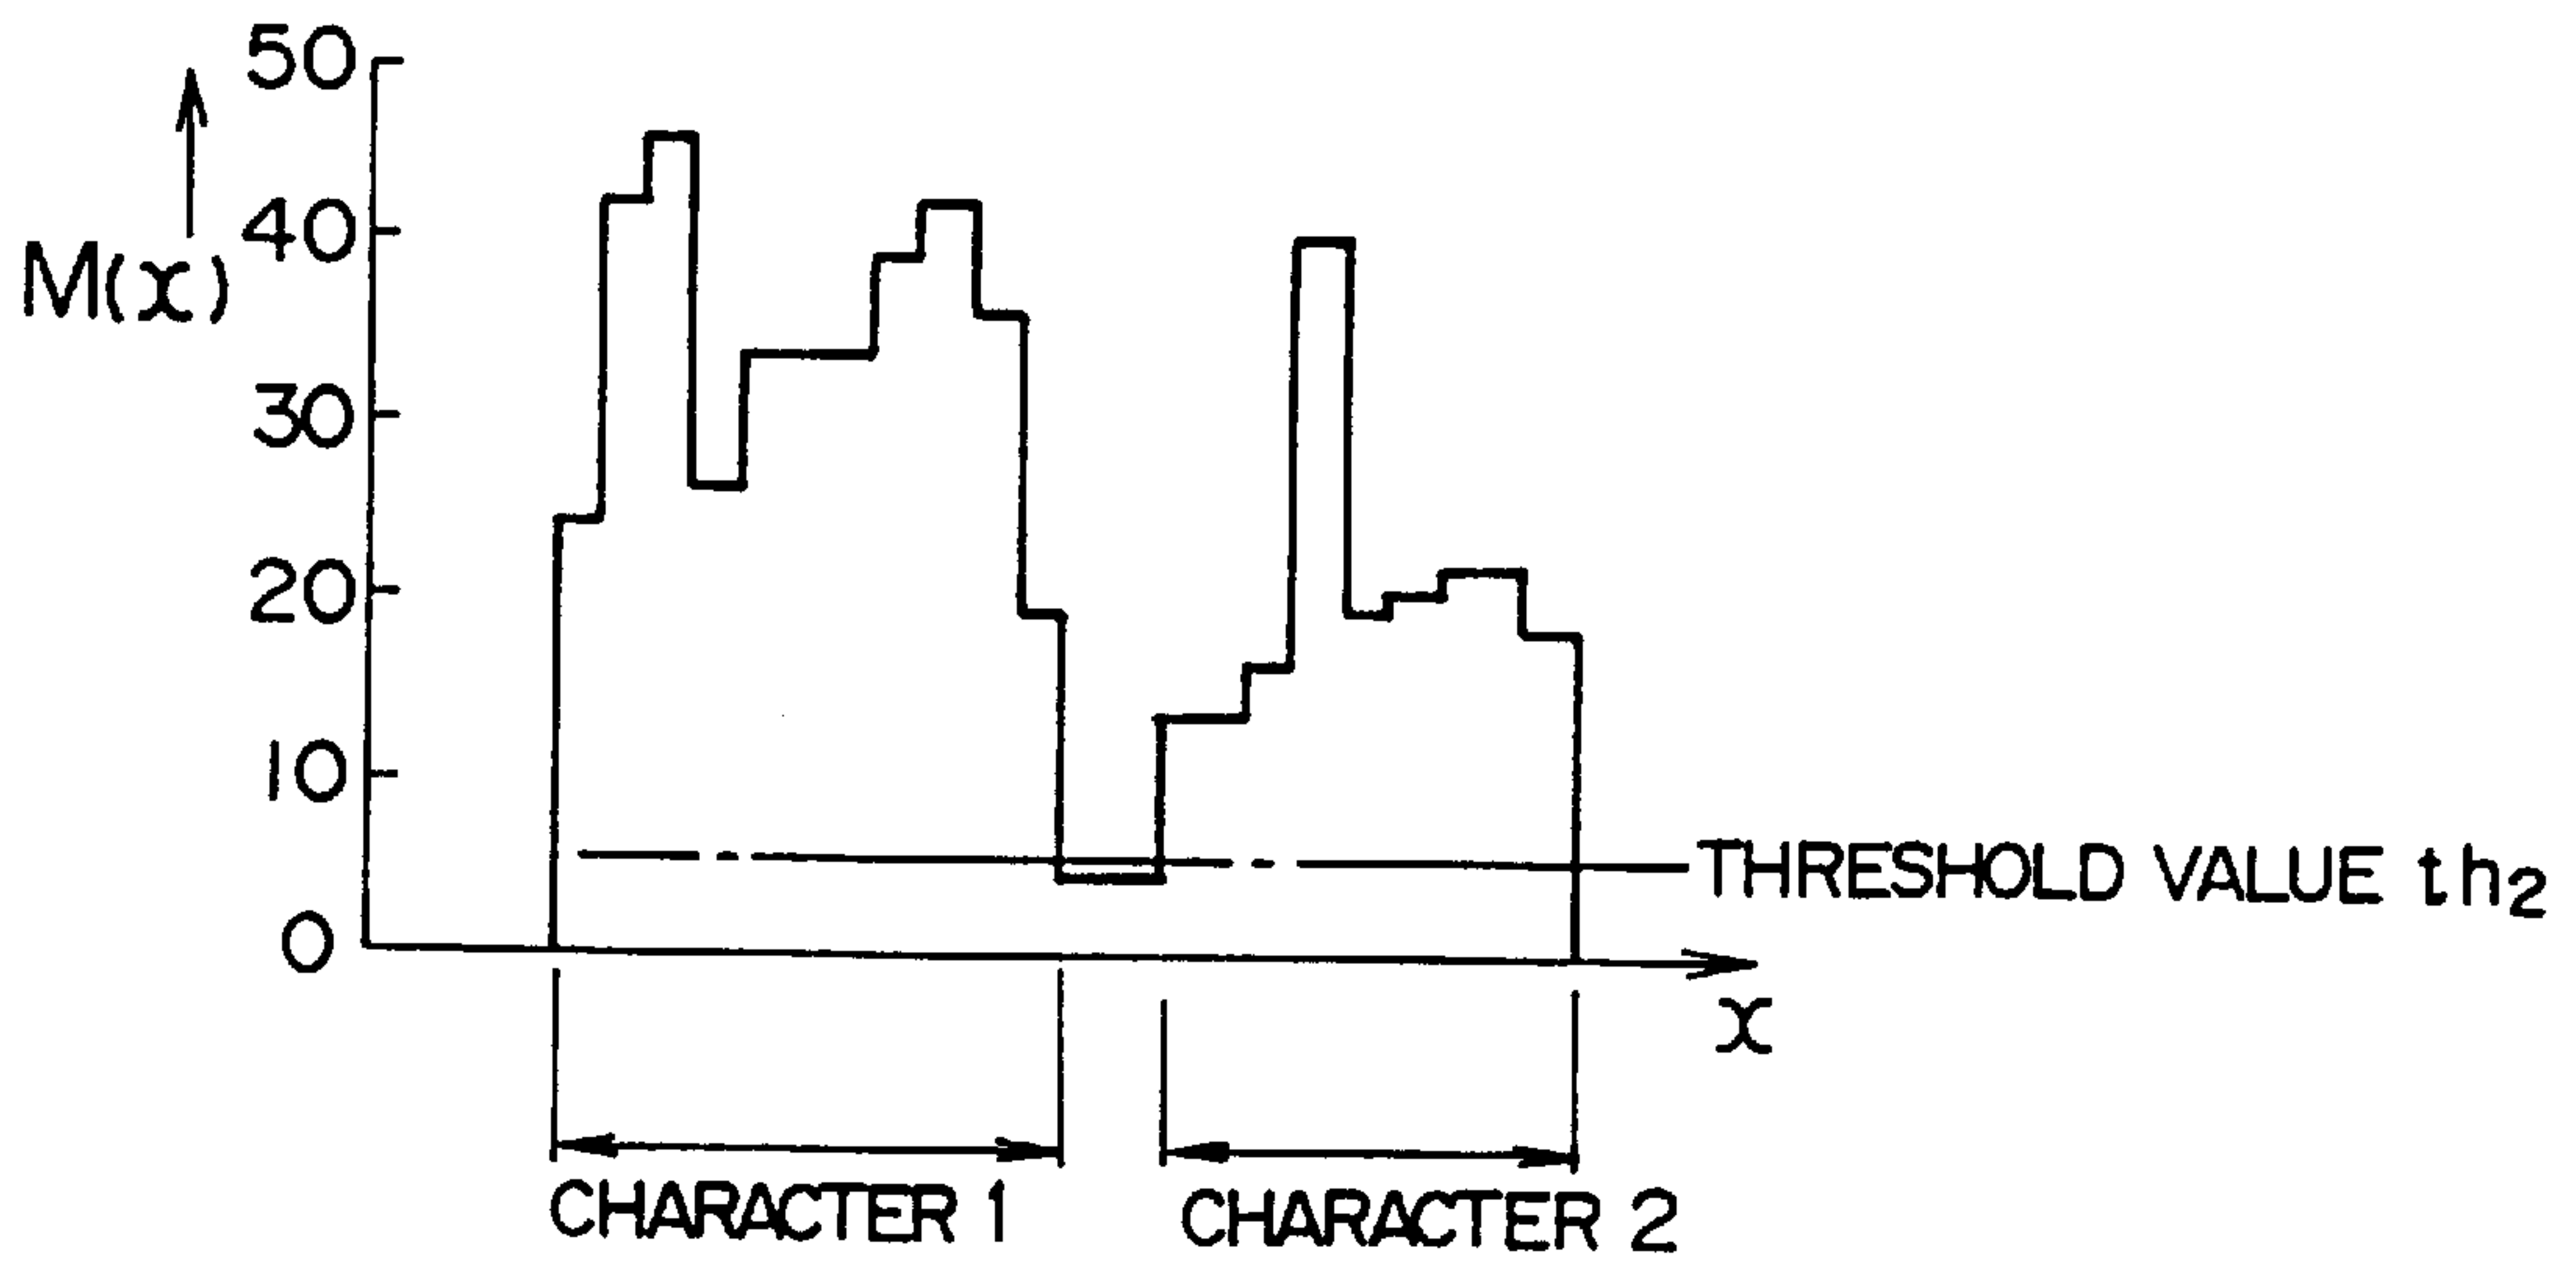 50
40
M(x)
30
20
10
0
THRESHOLD VALUE th2
x
CHARACTER 1
CHARACTER 2